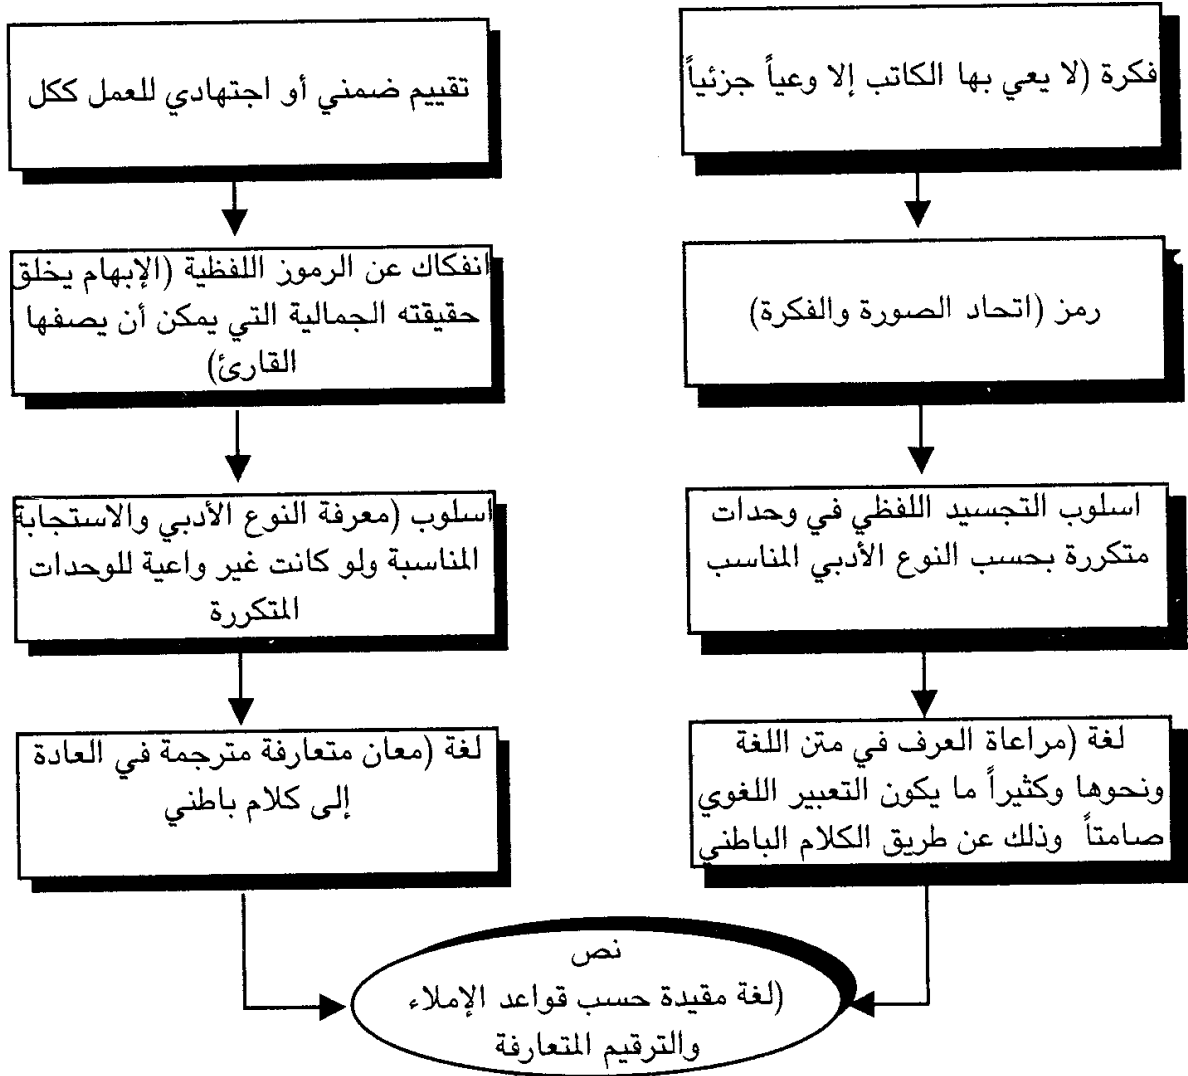 فكرة (لا يعي بها الكاتب إلا وعياً جزئياً
رمز (اتحاد الصورة والفكرة)
اسلوب التجسيد اللفظي في وحدات
متكررة بحسب النوع الأدبي المناسب
لغة (مراعاة العرف في متن اللغة
ونحوها وكثيراً ما يكون التعبير اللغوي
صامتاً وذلك عن طريق الكلام الباطني
تقييم ضمني أو اجتهادي للعمل ككل
انفكاك عن الرموز اللفظية (الإبهام يخلق
حقيقته الجمالية التي يمكن أن يصفها
القارئ)
اسلوب (معرفة النوع الأدبي والاستجابة
المناسبة ولو كانت غير واعية للوحدات
المتكررة
لغة (معان متعارفة مترجمة في العادة
إلى كلام باطني
نص
(لغة مقيدة حسب قواعد الإملاء
والترقيم المتعارفة